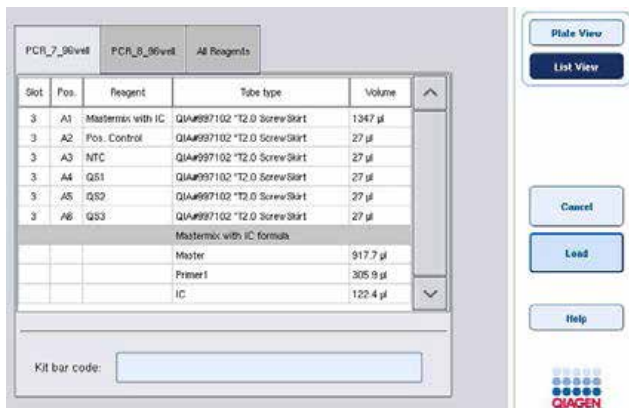 PCR_7_96well PCR_8_96well All Reagents
Plate View
List View
Slot Pos. Reagent Tube type Volume
3 A1 Mastermix with IC QIA#997102 *T2.0 ScrewSkirt 1347 µl
3 A2 Pos. Control QIA#997102 *T2.0 ScrewSkirt 27 µl
3 A3 NTC QIA#997102 *T2.0 ScrewSkirt 27 µl
3 A4 QS1 QIA#997102 *T2.0 ScrewSkirt 27 µl
3 A5 QS2 QIA#997102 *T2.0 ScrewSkirt 27 µl
3 A6 QS3 QIA#997102 *T2.0 ScrewSkirt 27 µl
Mastermix with IC formula
Master 917.7 µl
Primer1 305.9 µl
IC 122.4 µl
Cancel
Load
Help
Kit bar code:
QIAGEN